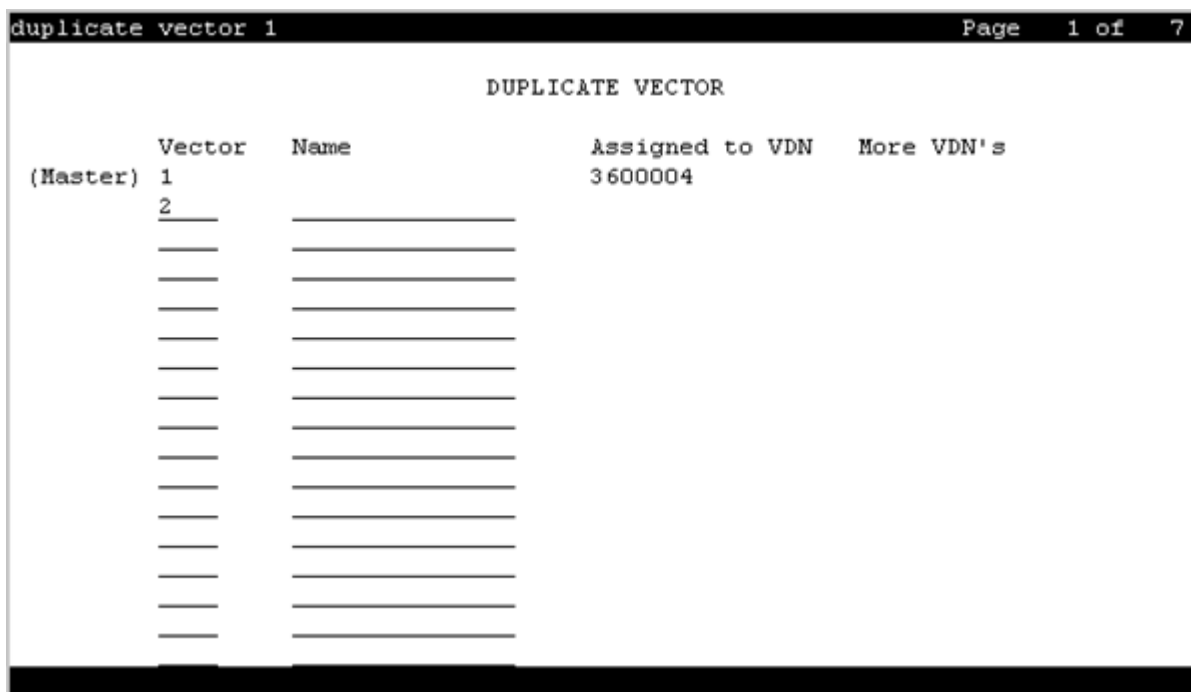 duplicate vector 1 Page 1 of 7
DUPLICATE VECTOR
Vector Name Assigned to VDN More VDN's
(Master) 1 3600004
2